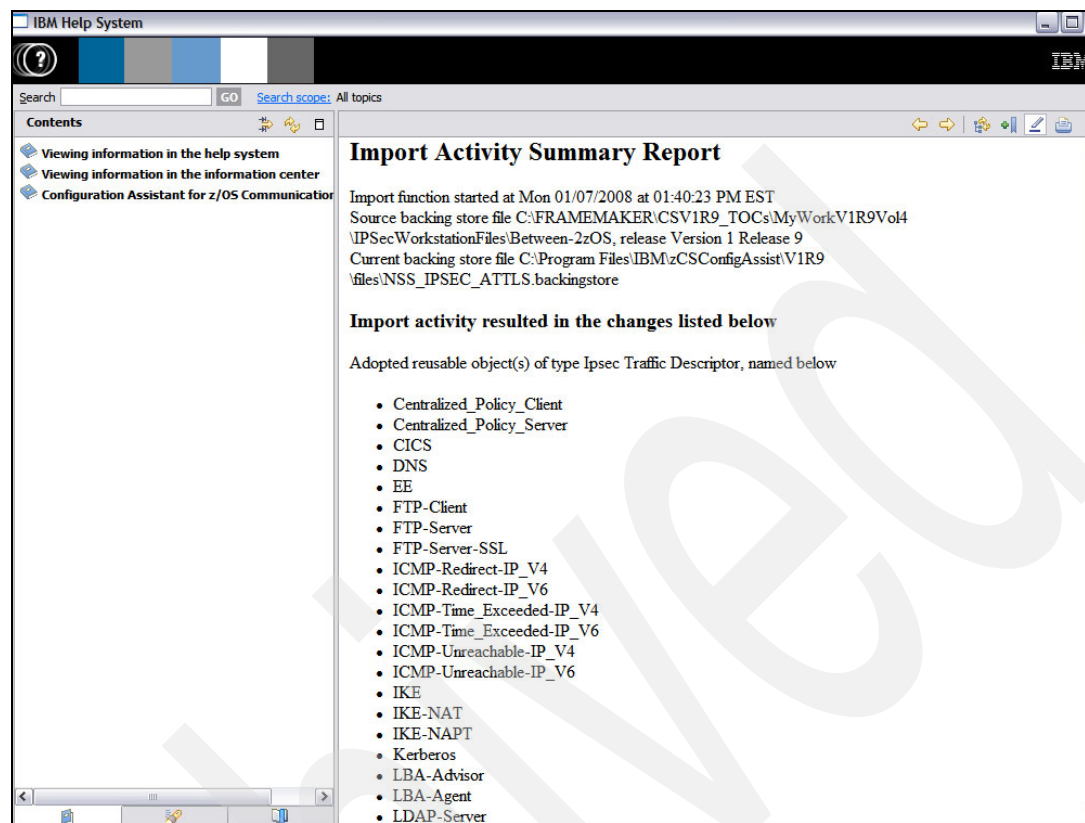 IBM Help System
IBM
Search
GO
Search scope: All topics
Contents
Viewing information in the help system
Viewing information in the information center
Configuration Assistant for z/OS Communication
Import Activity Summary Report
Import function started at Mon 01/07/2008 at 01:40:23 PM EST
Source backing store file C:\FRAMEMAKER\CSV1R9_TOCs\MyWorkV1R9Vol4
\IPSecWorkstationFiles\Between-2zOS, release Version 1 Release 9
Current backing store file C:\Program Files\IBM\zCSConfigAssist\V1R9
\files\NSS_IPSEC_ATTLS.backingstore
Import activity resulted in the changes listed below
Adopted reusable object(s) of type Ipsec Traffic Descriptor, named below
• Centralized_Policy_Client
• Centralized_Policy_Server
• CICS
• DNS
• EE
• FTP-Client
• FTP-Server
• FTP-Server-SSL
• ICMP-Redirect-IP_V4
• ICMP-Redirect-IP_V6
• ICMP-Time_Exceeded-IP_V4
• ICMP-Time_Exceeded-IP_V6
• ICMP-Unreachable-IP_V4
• ICMP-Unreachable-IP_V6
• IKE
• IKE-NAT
• IKE-NAPT
• Kerberos
• LBA-Advisor
• LBA-Agent
• LDAP-Server